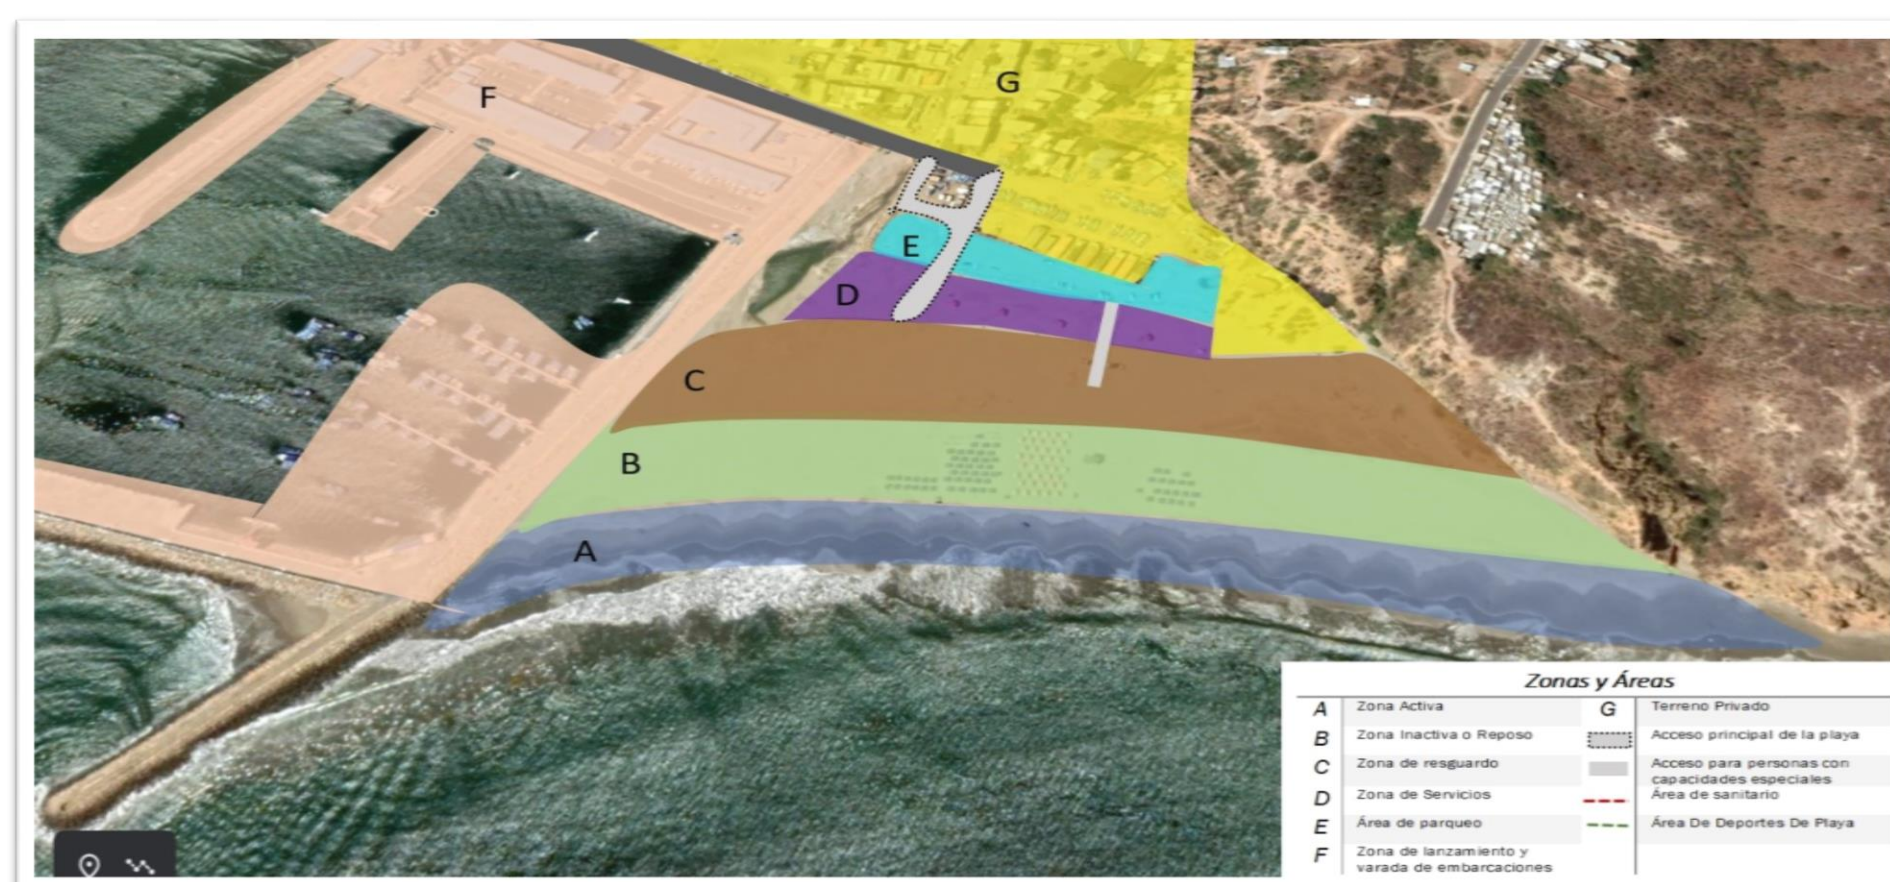 F
G
E
D
C
B
A
Zonas y Áreas
A Zona Activa G Terreno Privado
B Zona Inactiva o Reposo Acceso principal de la playa
C Zona de resguardo Acceso para personas con
capacidades especiales
D Zona de Servicios Área de sanitario
E Área de parqueo Área De Deportes De Playa
F Zona de lanzamiento y
varada de embarcaciones